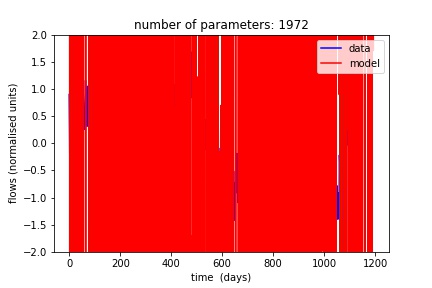 number of parameters: 1972
data
model
2.0
1.5
1.0
0.5
0.0
−0.5
−1.0
−1.5
−2.0
flows (normalised units)
0 200 400 600 800 1000 1200
time (days)